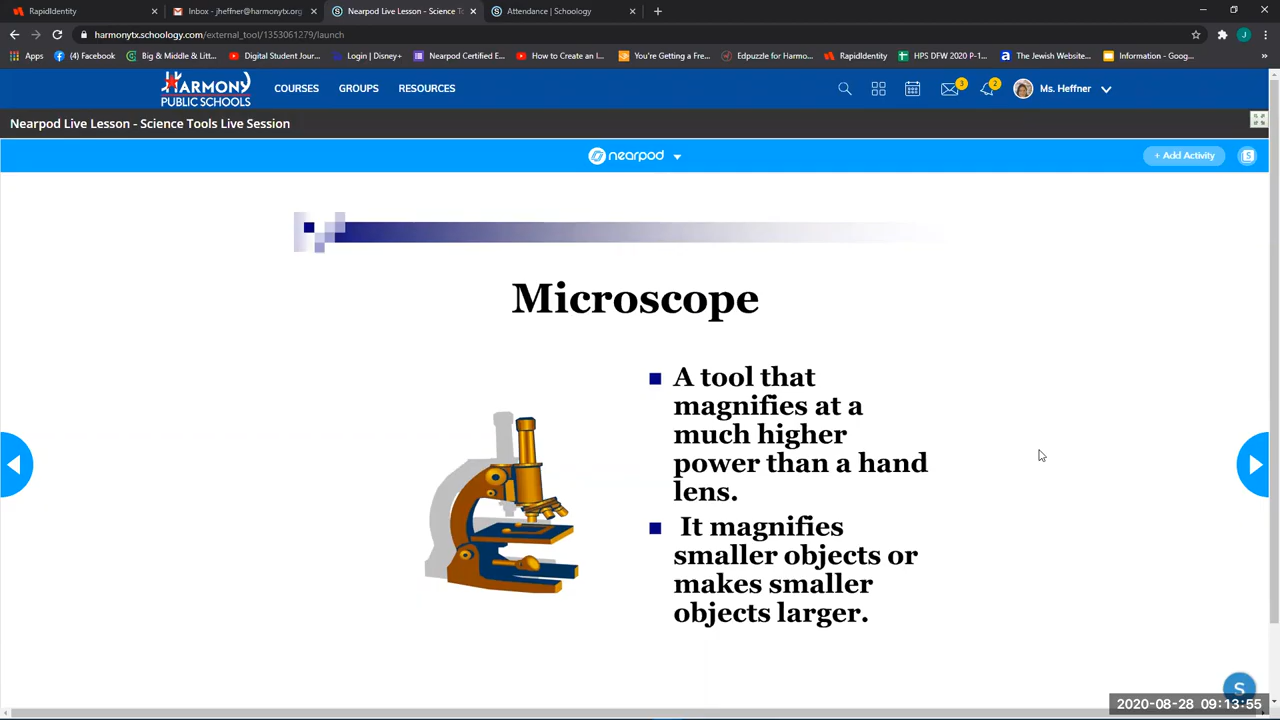 RapidIdentity
Inbox - jheffner@harmonytx.org
Nearpod Live Lesson - Science T
Attendance | Schoology
harmonytx.schoology.com/external_tool/1353061279/launch
J
Apps
(4) Facebook
Big & Middle & Litt...
Digital Student Jour...
Login | Disney+
Nearpod Certified E...
How to Create an I...
You're Getting a Fre...
Edpuzzle for Harmo...
RapidIdentity
HPS DFW 2020 P-1...
The Jewish Website...
Information - Goog...
HARMONY
PUBLIC SCHOOLS
COURSES
GROUPS
RESOURCES
3
2
Ms. Heffner
Nearpod Live Lesson - Science Tools Live Session
nearpod
+ Add Activity
S
Microscope
A tool that
magnifies at a
much higher
power than a hand
lens.
It magnifies
smaller objects or
makes smaller
objects larger.
S
2020-08-28 09:13:55